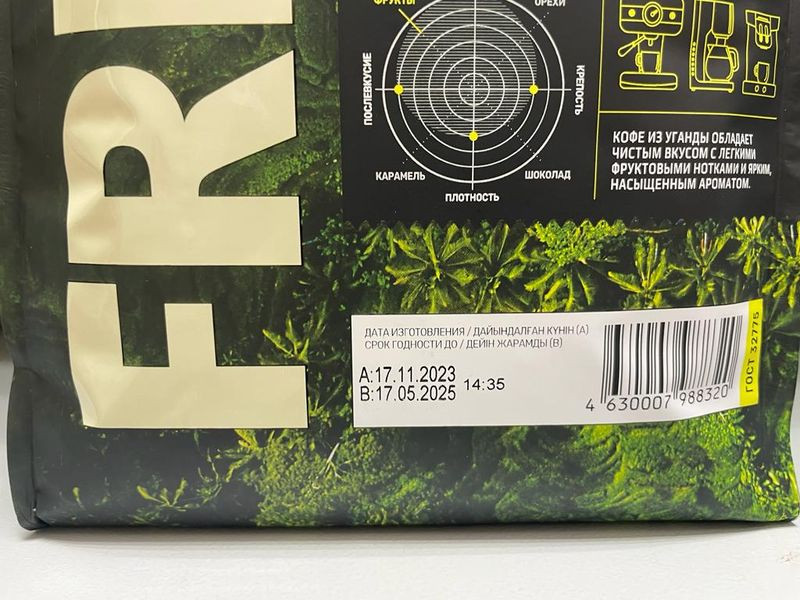 FR
ФРУКТЫ
ОРЕХИ
ПОСЛЕВКУСИЕ
КРЕПОСТЬ
КАРАМЕЛЬ
ШОКОЛАД
ПЛОТНОСТЬ
КОФЕ ИЗ УГАНДЫ ОБЛАДАЕТ
ЧИСТЫМ ВКУСОМ С ЛЕГКИМИ
ФРУКТОВЫМИ НОТКАМИ И ЯРКИМ,
НАСЫЩЕННЫМ АРОМАТОМ.
ДАТА ИЗГОТОВЛЕНИЯ / ДАЙЫНДАЛҒАН КҮНІН (А)
СРОК ГОДНОСТИ ДО / ДЕЙІН ЖАРАМДЫ (В)
A:17.11.2023
B:17.05.2025 14:35
4 630007 988320
ГОСТ 32775